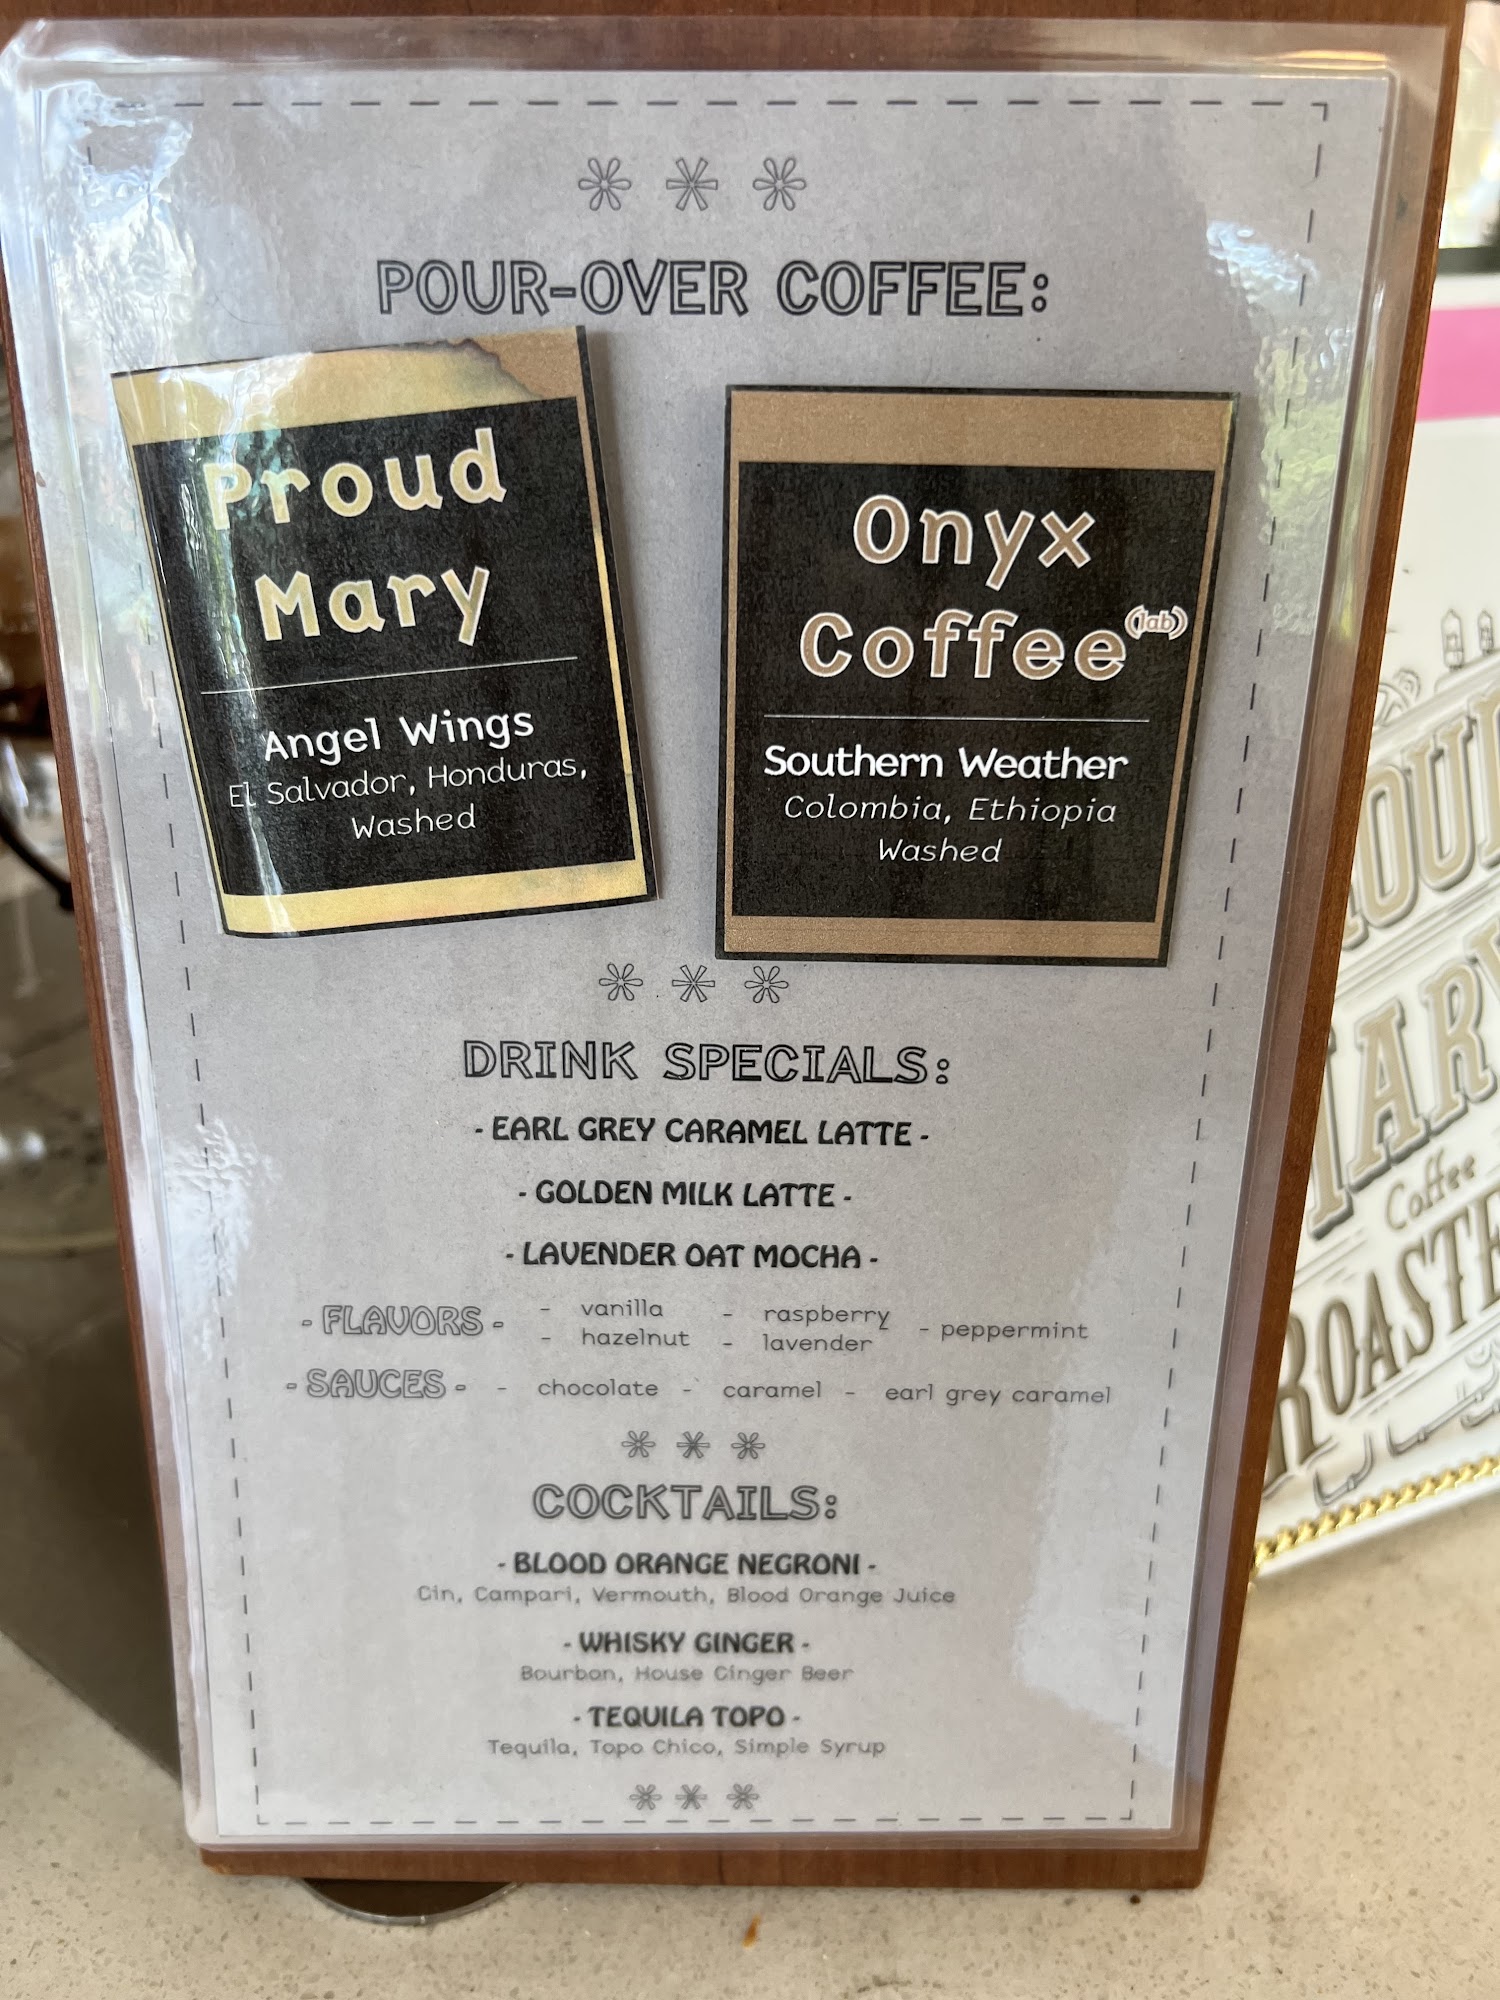 POUR-OVER COFFEE:
Proud
Mary
Angel Wings
El Salvador, Honduras,
Washed
Onyx
Coffee (lab)
Southern Weather
Colombia, Ethiopia
Washed
DRINK SPECIALS:
- EARL GREY CARAMEL LATTE -
- GOLDEN MILK LATTE -
- LAVENDER OAT MOCHA -
- FLAVORS - - vanilla - raspberry - peppermint
- hazelnut - lavender
- SAUCES - - chocolate - caramel - earl grey caramel
COCKTAILS:
- BLOOD ORANGE NEGRONI -
Gin, Campari, Vermouth, Blood Orange Juice
- WHISKY GINGER -
Bourbon, House Ginger Beer
- TEQUILA TOPO -
Tequila, Topo Chico, Simple Syrup
Coffee